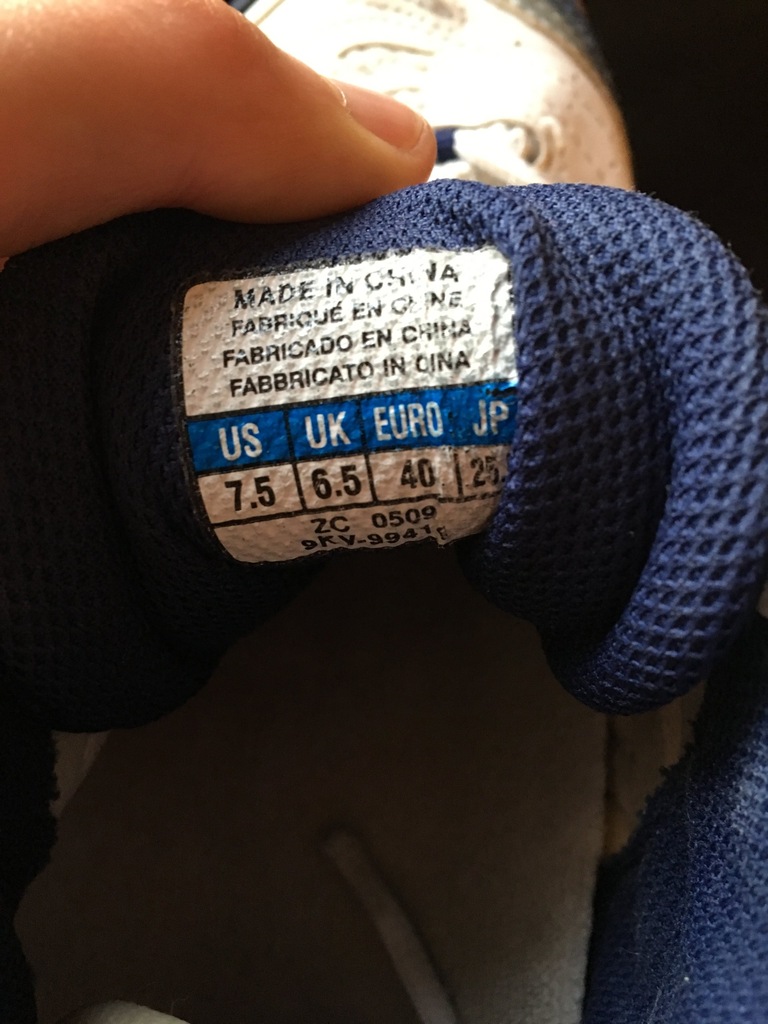 MADE IN CHINA
FABRIQUÉ EN CHINE
FABRICADO EN CHINA
FABBRICATO IN CINA
US UK EURO JP
7.5 6.5 40 25.
ZC 0509
9KV-9941